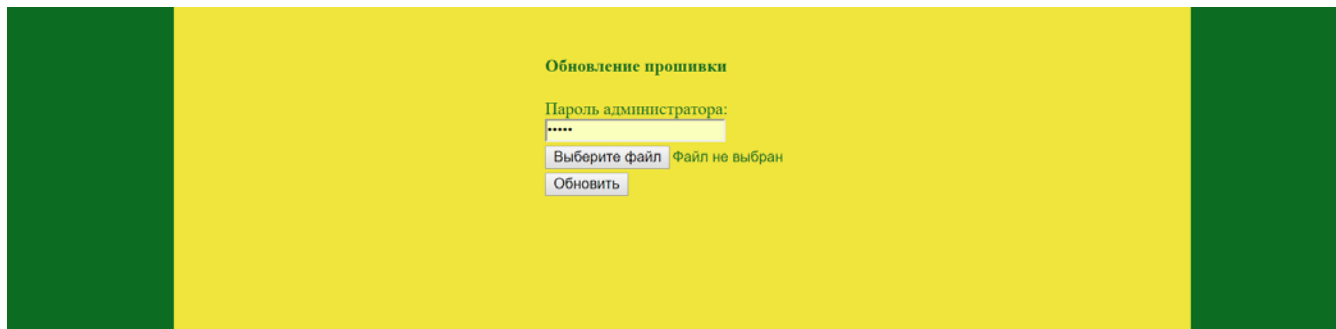 Обновление прошивки
Пароль администратора:
•••••
Выберите файл Файл не выбран
Обновить